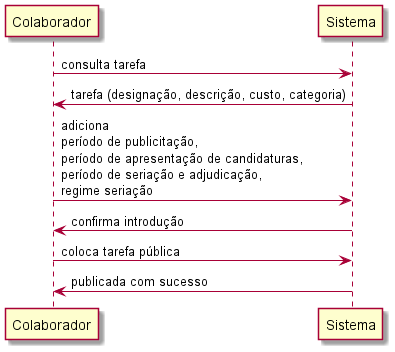 Colaborador
Sistema
consulta tarefa
tarefa (designação, descrição, custo, categoria)
adiciona
período de publicitação,
período de apresentação de candidaturas,
período de seriação e adjudicação,
regime seriação
confirma introdução
coloca tarefa pública
publicada com sucesso
Colaborador
Sistema